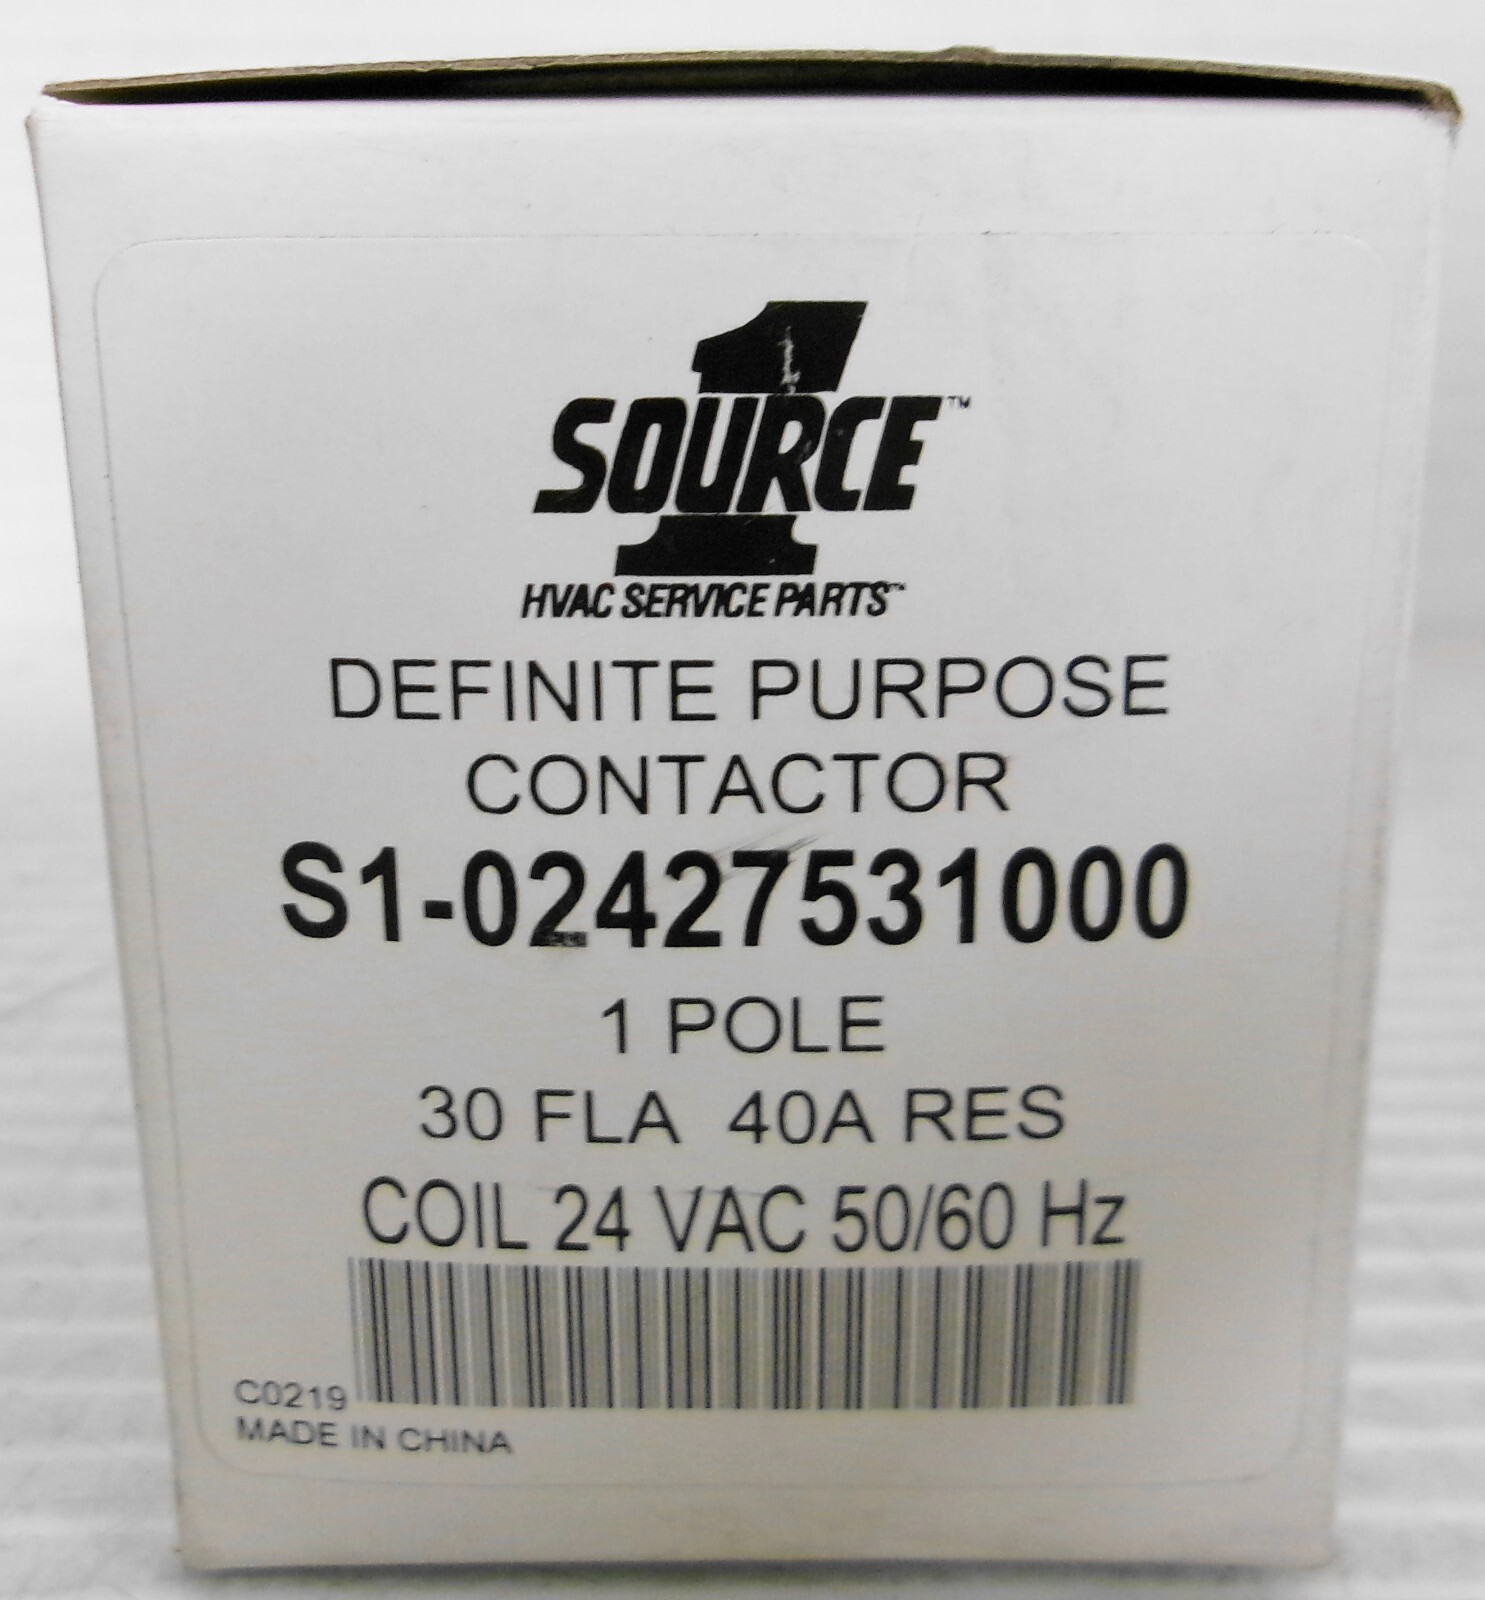 1
SOURCE™
HVAC SERVICE PARTS™
DEFINITE PURPOSE
CONTACTOR
S1-02427531000
1 POLE
30 FLA 40A RES
COIL 24 VAC 50/60 Hz
C0219
MADE IN CHINA